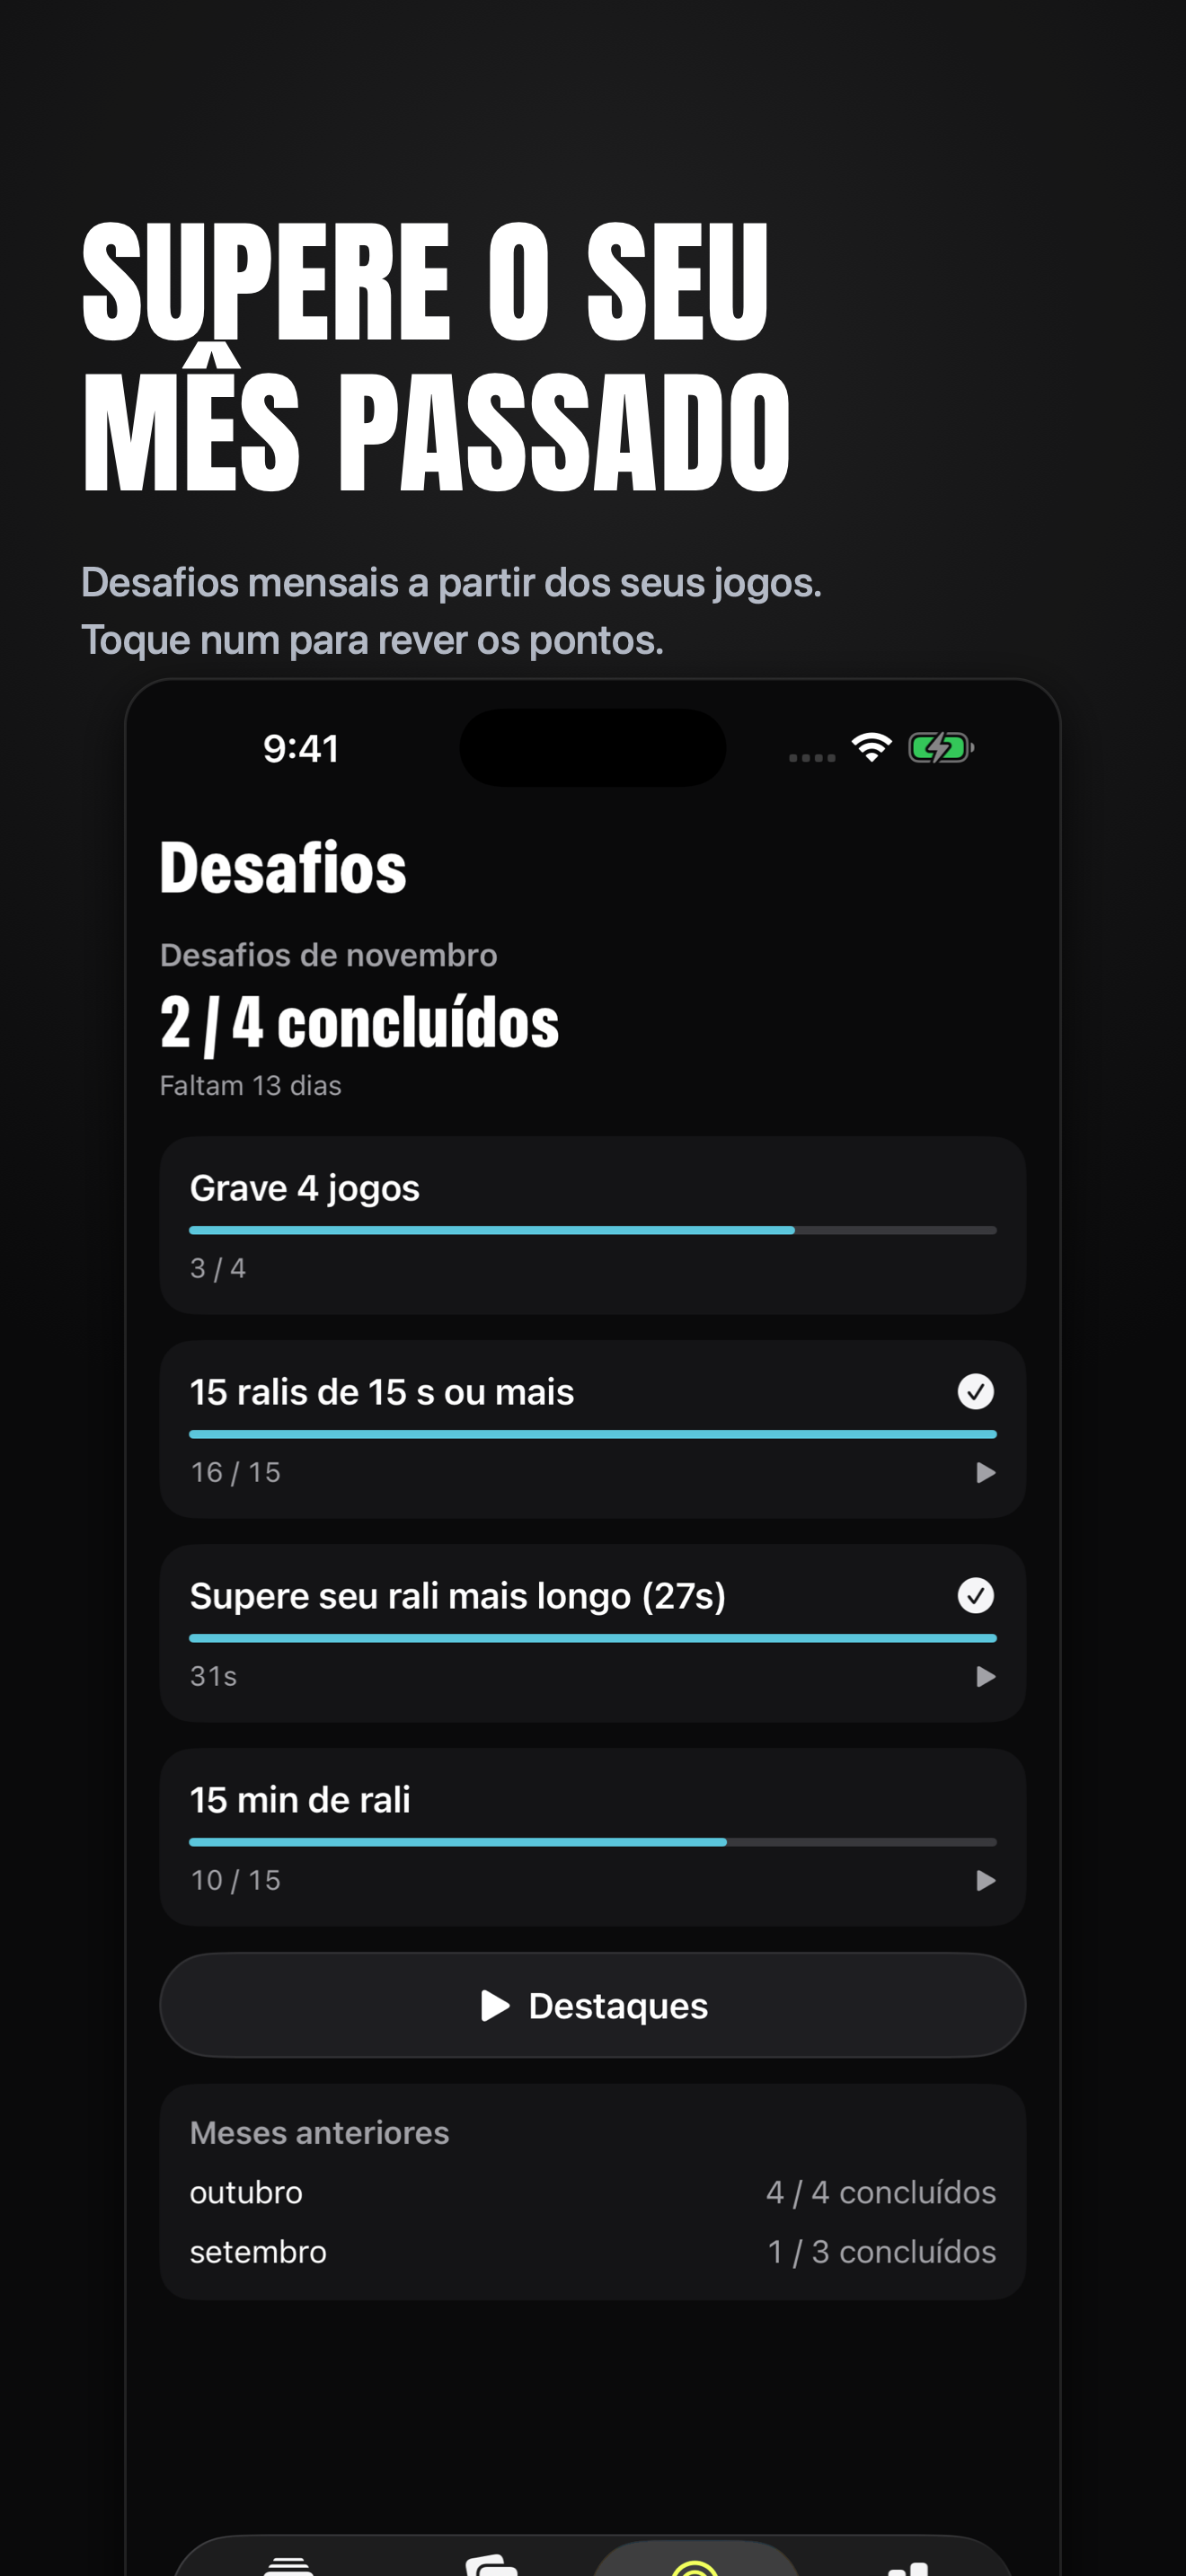 SUPERE O SEU
MÊS PASSADO
Desafios mensais a partir dos seus jogos.
Toque num para rever os pontos.
9:41
Desafios
Desafios de novembro
2 / 4 concluídos
Faltam 13 dias
Grave 4 jogos
3 / 4
15 ralis de 15 s ou mais
16 / 15
Supere seu rali mais longo (27s)
31s
15 min de rali
10 / 15
Destaques
Meses anteriores
outubro 4 / 4 concluídos
setembro 1 / 3 concluídos